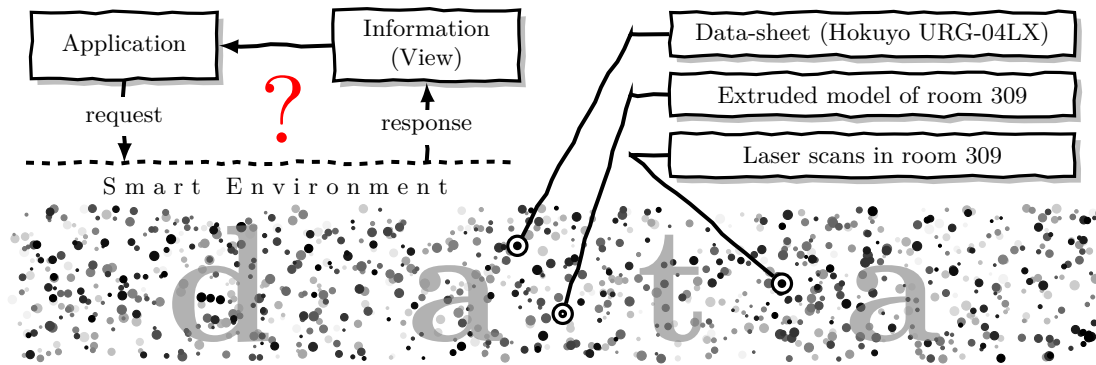 Application
Information
(View)
?
request
response
Smart Environment
Data-sheet (Hokuyo URG-04LX)
Extruded model of room 309
Laser scans in room 309
data